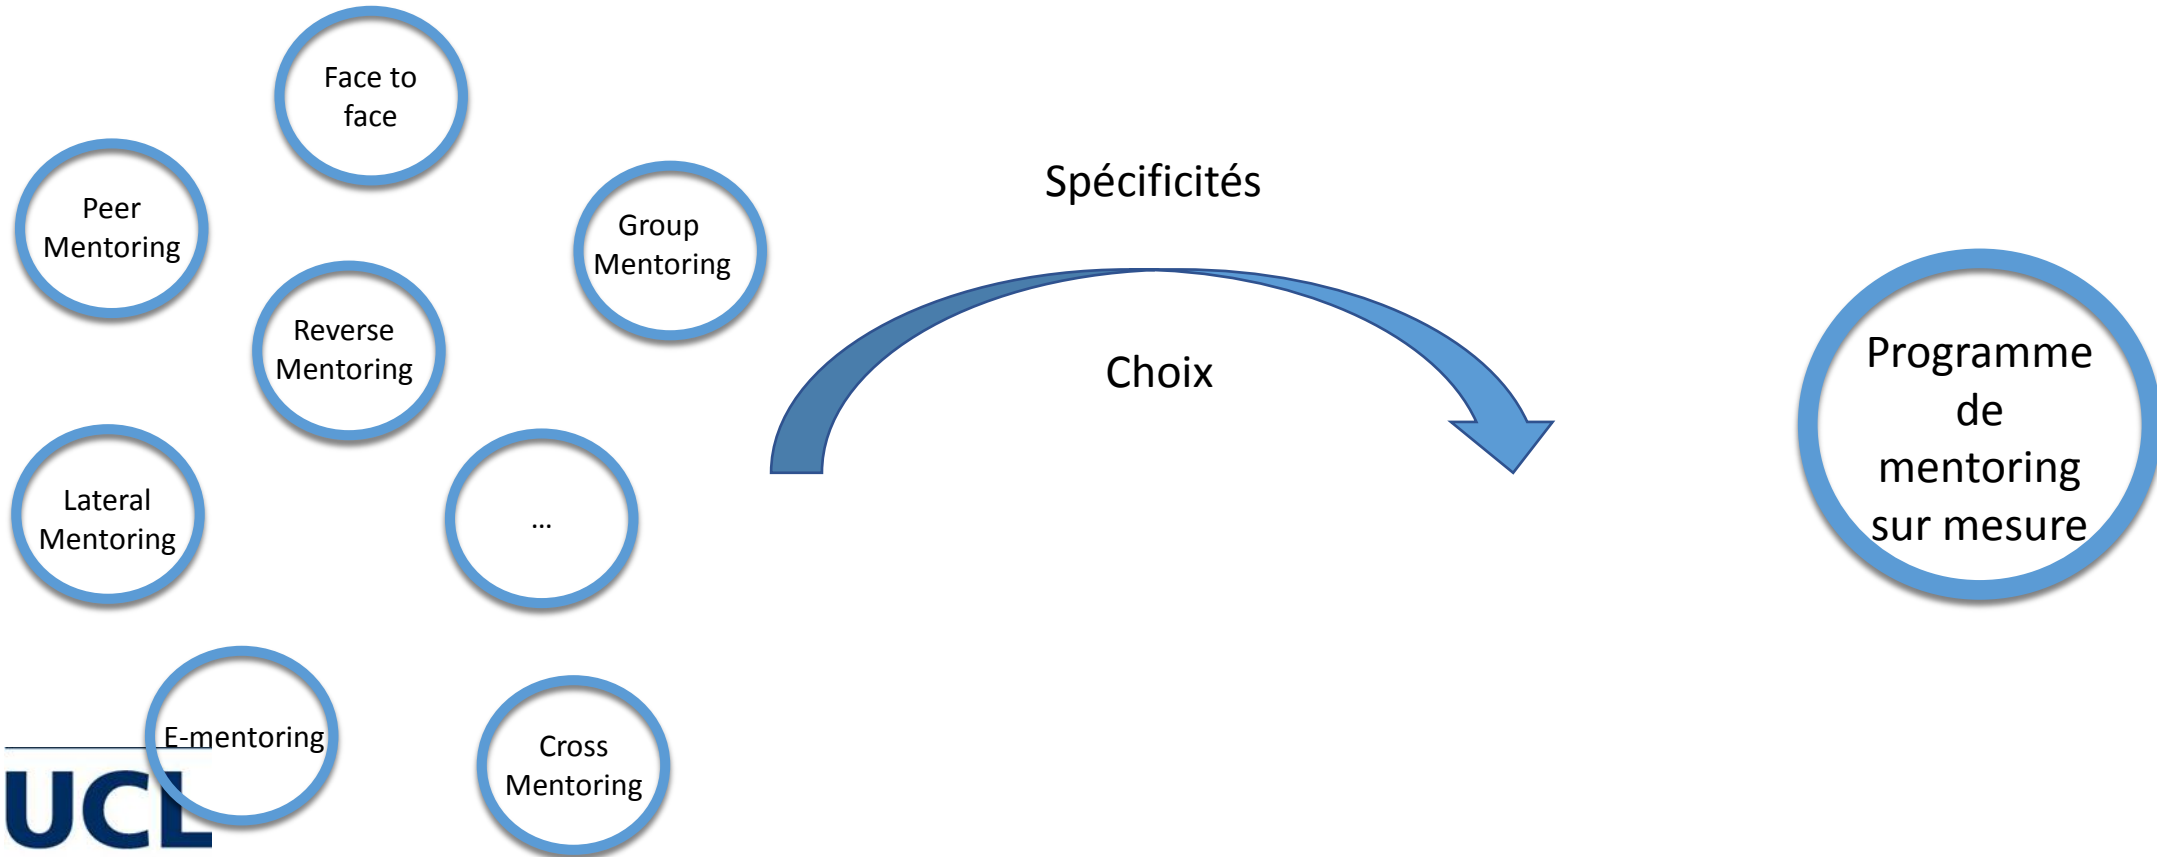 Face to
face
Peer
Mentoring
Group
Mentoring
Reverse
Mentoring
Lateral
Mentoring
...
E-mentoring
Cross
Mentoring
Spécificités
Choix
Programme
de
mentoring
sur mesure
UCL